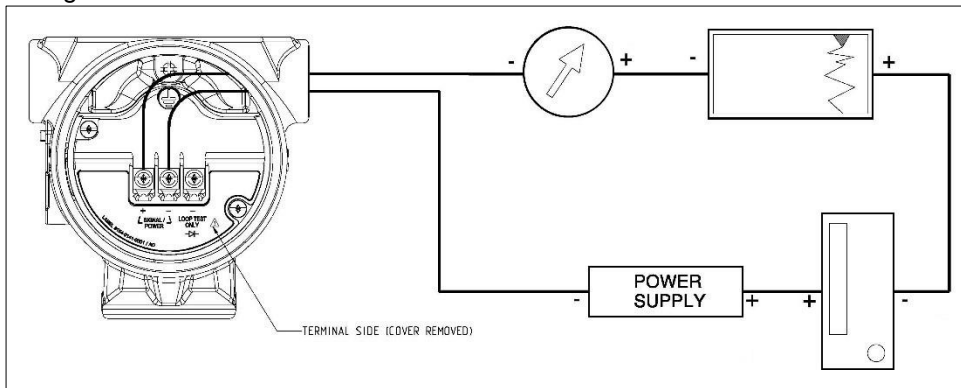 - + - +
+ - -
SIGNAL /
POWER
LOOP TEST
ONLY
POWER
SUPPLY
- + + -
TERMINAL SIDE (COVER REMOVED)